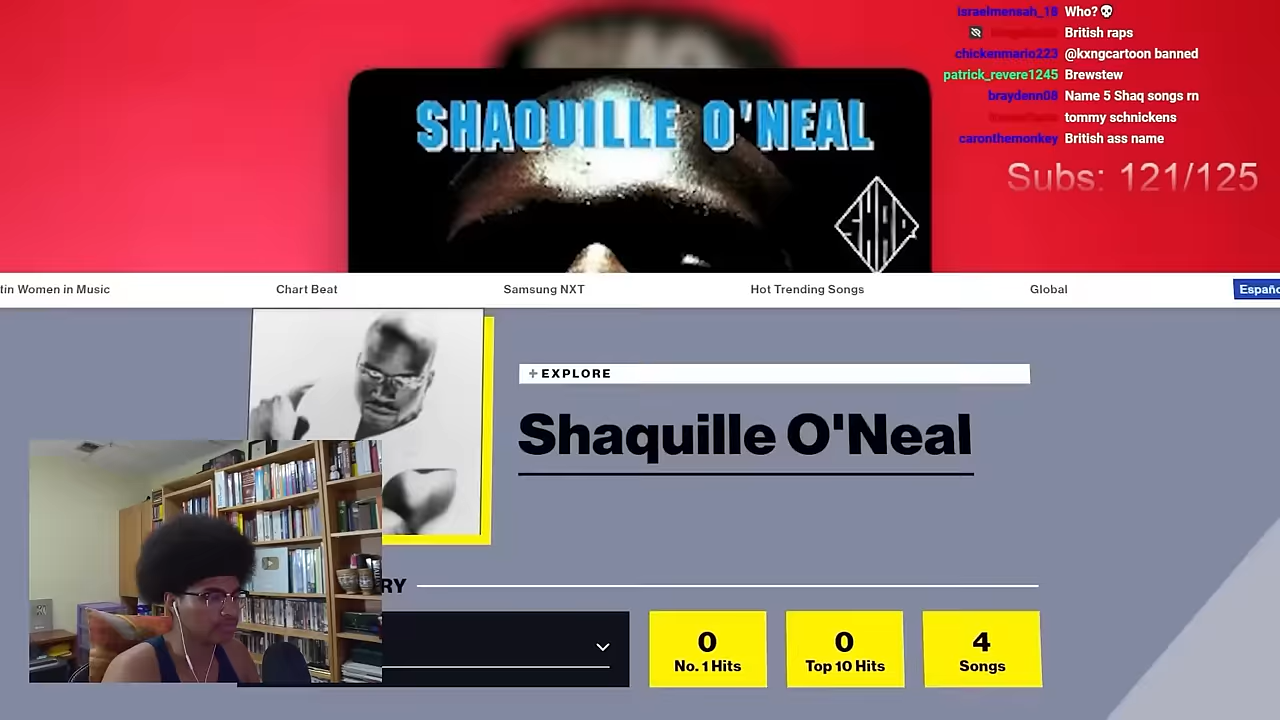 israelmensah_18 Who?💀
British raps
chickenmario223 @kxngcartoon banned
patrick_revere1245 Brewstew
braydenn08 Name 5 Shaq songs rn
tommy schnickens
caronthemonkey British ass name
Subs: 121/125
SHAQUILLE O'NEAL
SHAQ
tin Women in Music
Chart Beat
Samsung NXT
Hot Trending Songs
Global
Españo
+EXPLORE
Shaquille O'Neal
RY
0
No. 1 Hits
0
Top 10 Hits
4
Songs